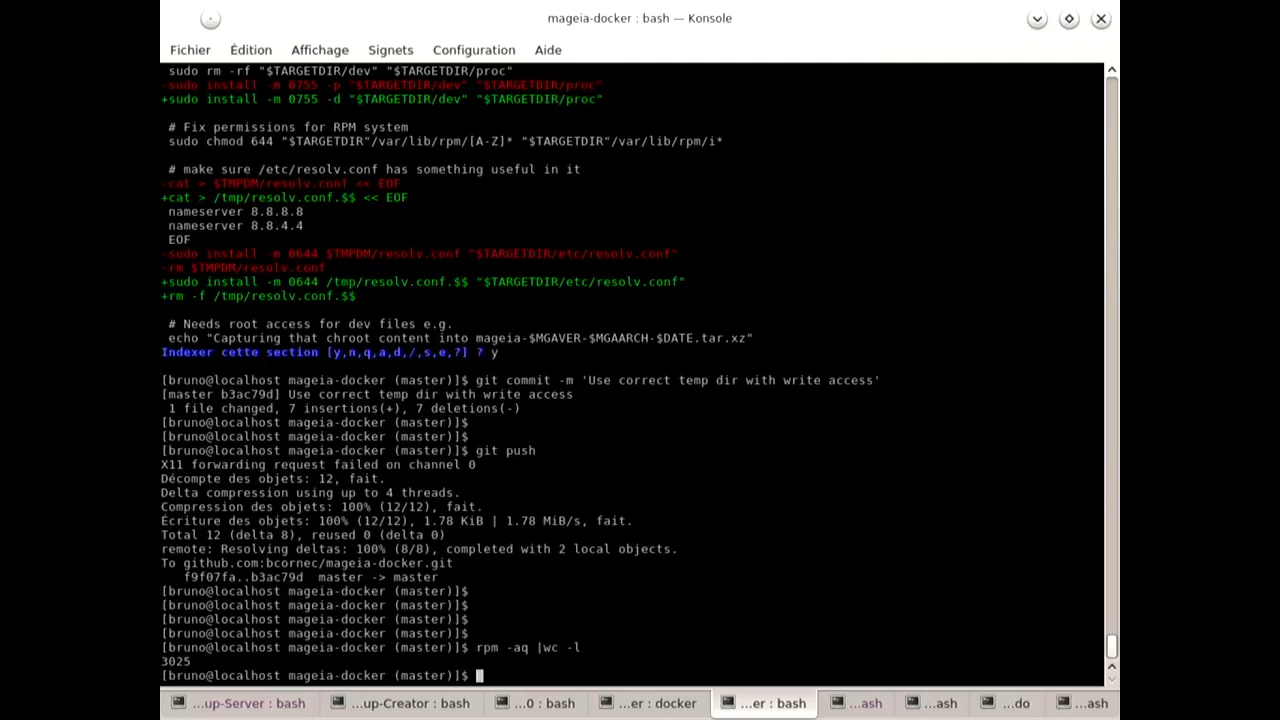 mageia-docker : bash — Konsole
Fichier Édition Affichage Signets Configuration Aide
sudo rm -rf "$TARGETDIR/dev" "$TARGETDIR/proc"
-sudo install -m 0755 -p "$TARGETDIR/dev" "$TARGETDIR/proc"
+sudo install -m 0755 -d "$TARGETDIR/dev" "$TARGETDIR/proc"
# Fix permissions for RPM system
sudo chmod 644 "$TARGETDIR"/var/lib/rpm/[A-Z]* "$TARGETDIR"/var/lib/rpm/i*
# make sure /etc/resolv.conf has something useful in it
-cat > $TMPDM/resolv.conf << EOF
+cat > /tmp/resolv.conf.$$ << EOF
nameserver 8.8.8.8
nameserver 8.8.4.4
EOF
-sudo install -m 0644 $TMPDM/resolv.conf "$TARGETDIR/etc/resolv.conf"
-rm $TMPDM/resolv.conf
+sudo install -m 0644 /tmp/resolv.conf.$$ "$TARGETDIR/etc/resolv.conf"
+rm -f /tmp/resolv.conf.$$
# Needs root access for dev files e.g.
echo "Capturing that chroot content into mageia-$MGAVER-$MGAARCH-$DATE.tar.xz"
Indexer cette section [y,n,q,a,d,/,s,e,?] ? y
[bruno@localhost mageia-docker (master)]$ git commit -m 'Use correct temp dir with write access'
[master b3ac79d] Use correct temp dir with write access
1 file changed, 7 insertions(+), 7 deletions(-)
[bruno@localhost mageia-docker (master)]$
[bruno@localhost mageia-docker (master)]$
[bruno@localhost mageia-docker (master)]$ git push
X11 forwarding request failed on channel 0
Décompte des objets: 12, fait.
Delta compression using up to 4 threads.
Compression des objets: 100% (12/12), fait.
Écriture des objets: 100% (12/12), 1.78 KiB | 1.78 MiB/s, fait.
Total 12 (delta 8), reused 0 (delta 0)
remote: Resolving deltas: 100% (8/8), completed with 2 local objects.
To github.com:bcornec/mageia-docker.git
f9f07fa..b3ac79d master -> master
[bruno@localhost mageia-docker (master)]$
[bruno@localhost mageia-docker (master)]$
[bruno@localhost mageia-docker (master)]$
[bruno@localhost mageia-docker (master)]$
[bruno@localhost mageia-docker (master)]$ rpm -aq |wc -l
3025
[bruno@localhost mageia-docker (master)]$
...up-Server : bash ...up-Creator : bash ...0 : bash ...er : docker ...er : bash ...ash ...ash ...do ...ash